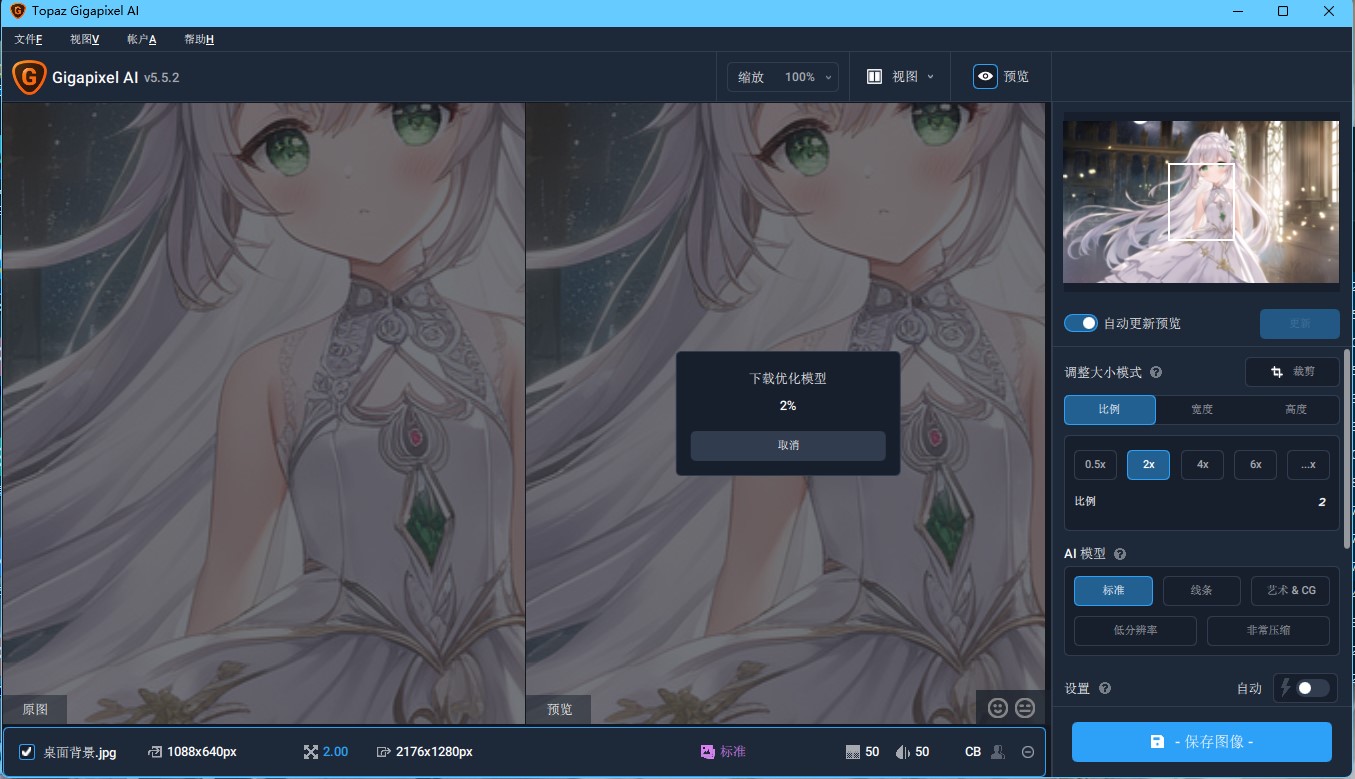 Topaz Gigapixel AI
文件F 视图V 帐户A 帮助H
Gigapixel AI v5.5.2
缩放 100%
视图
预览
自动更新预览
更新
调整大小模式
裁剪
比例 宽度 高度
0.5x 2x 4x 6x ...x
比例 2
下载优化模型
2%
取消
AI 模型
标准 线条 艺术 & CG
低分辨率 非常压缩
设置 自动
原图
预览
桌面背景.jpg 1088x640px 2.00 2176x1280px 标准 50 50 CB
- 保存图像 -